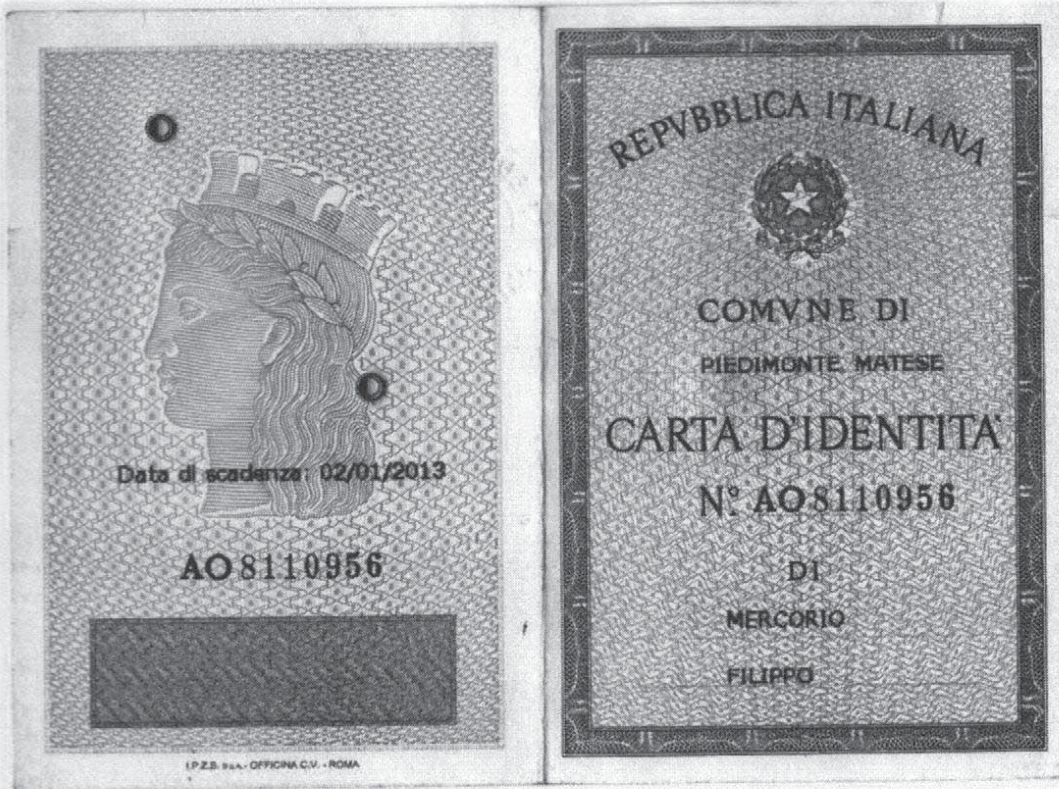 Data di scadenza: 02/01/2013
AO 8110956
I.P.Z.S. S.p.A. - OFFICINA C.V. - ROMA
REPVBBLICA ITALIANA
COMVNE DI
PIEDIMONTE MATESE
CARTA D'IDENTITA'
N° AO 8110956
DI
MERCORIO
FILIPPO